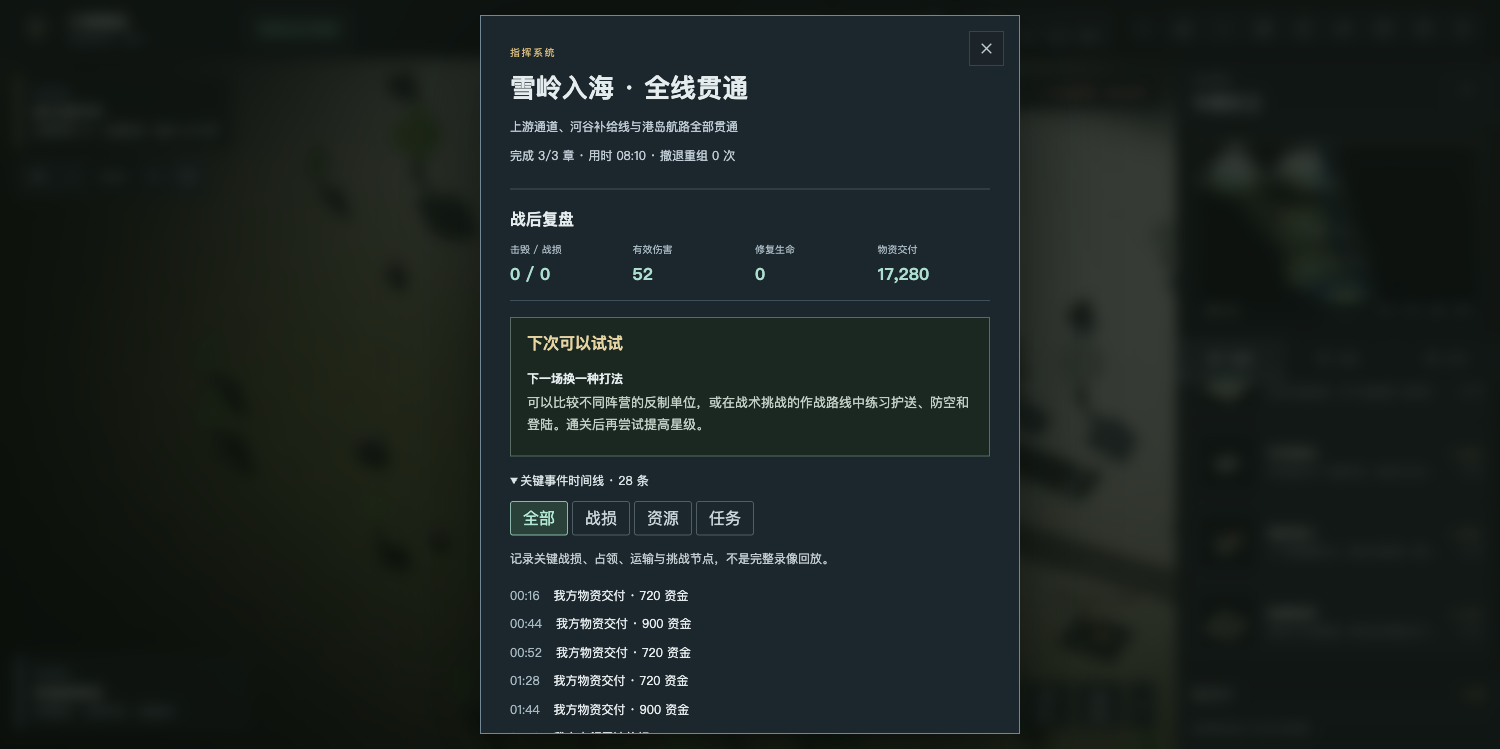 指挥系统
雪岭入海 · 全线贯通
上游通道、河谷补给线与港岛航路全部贯通
完成 3/3 章 · 用时 08:10 · 撤退重组 0 次
战后复盘
击毁 / 战损 有效伤害 修复生命 物资交付
0 / 0 52 0 17,280
下次可以试试
下一场换一种打法
可以比较不同阵营的反制单位，或在战术挑战的作战路线中练习护送、防空和
登陆。通关后再尝试提高星级。
▼关键事件时间线 · 28 条
全部 战损 资源 任务
记录关键战损、占领、运输与挑战节点，不是完整录像回放。
00:16 我方物资交付 · 720 资金
00:44 我方物资交付 · 900 资金
00:52 我方物资交付 · 720 资金
01:28 我方物资交付 · 720 资金
01:44 我方物资交付 · 900 资金